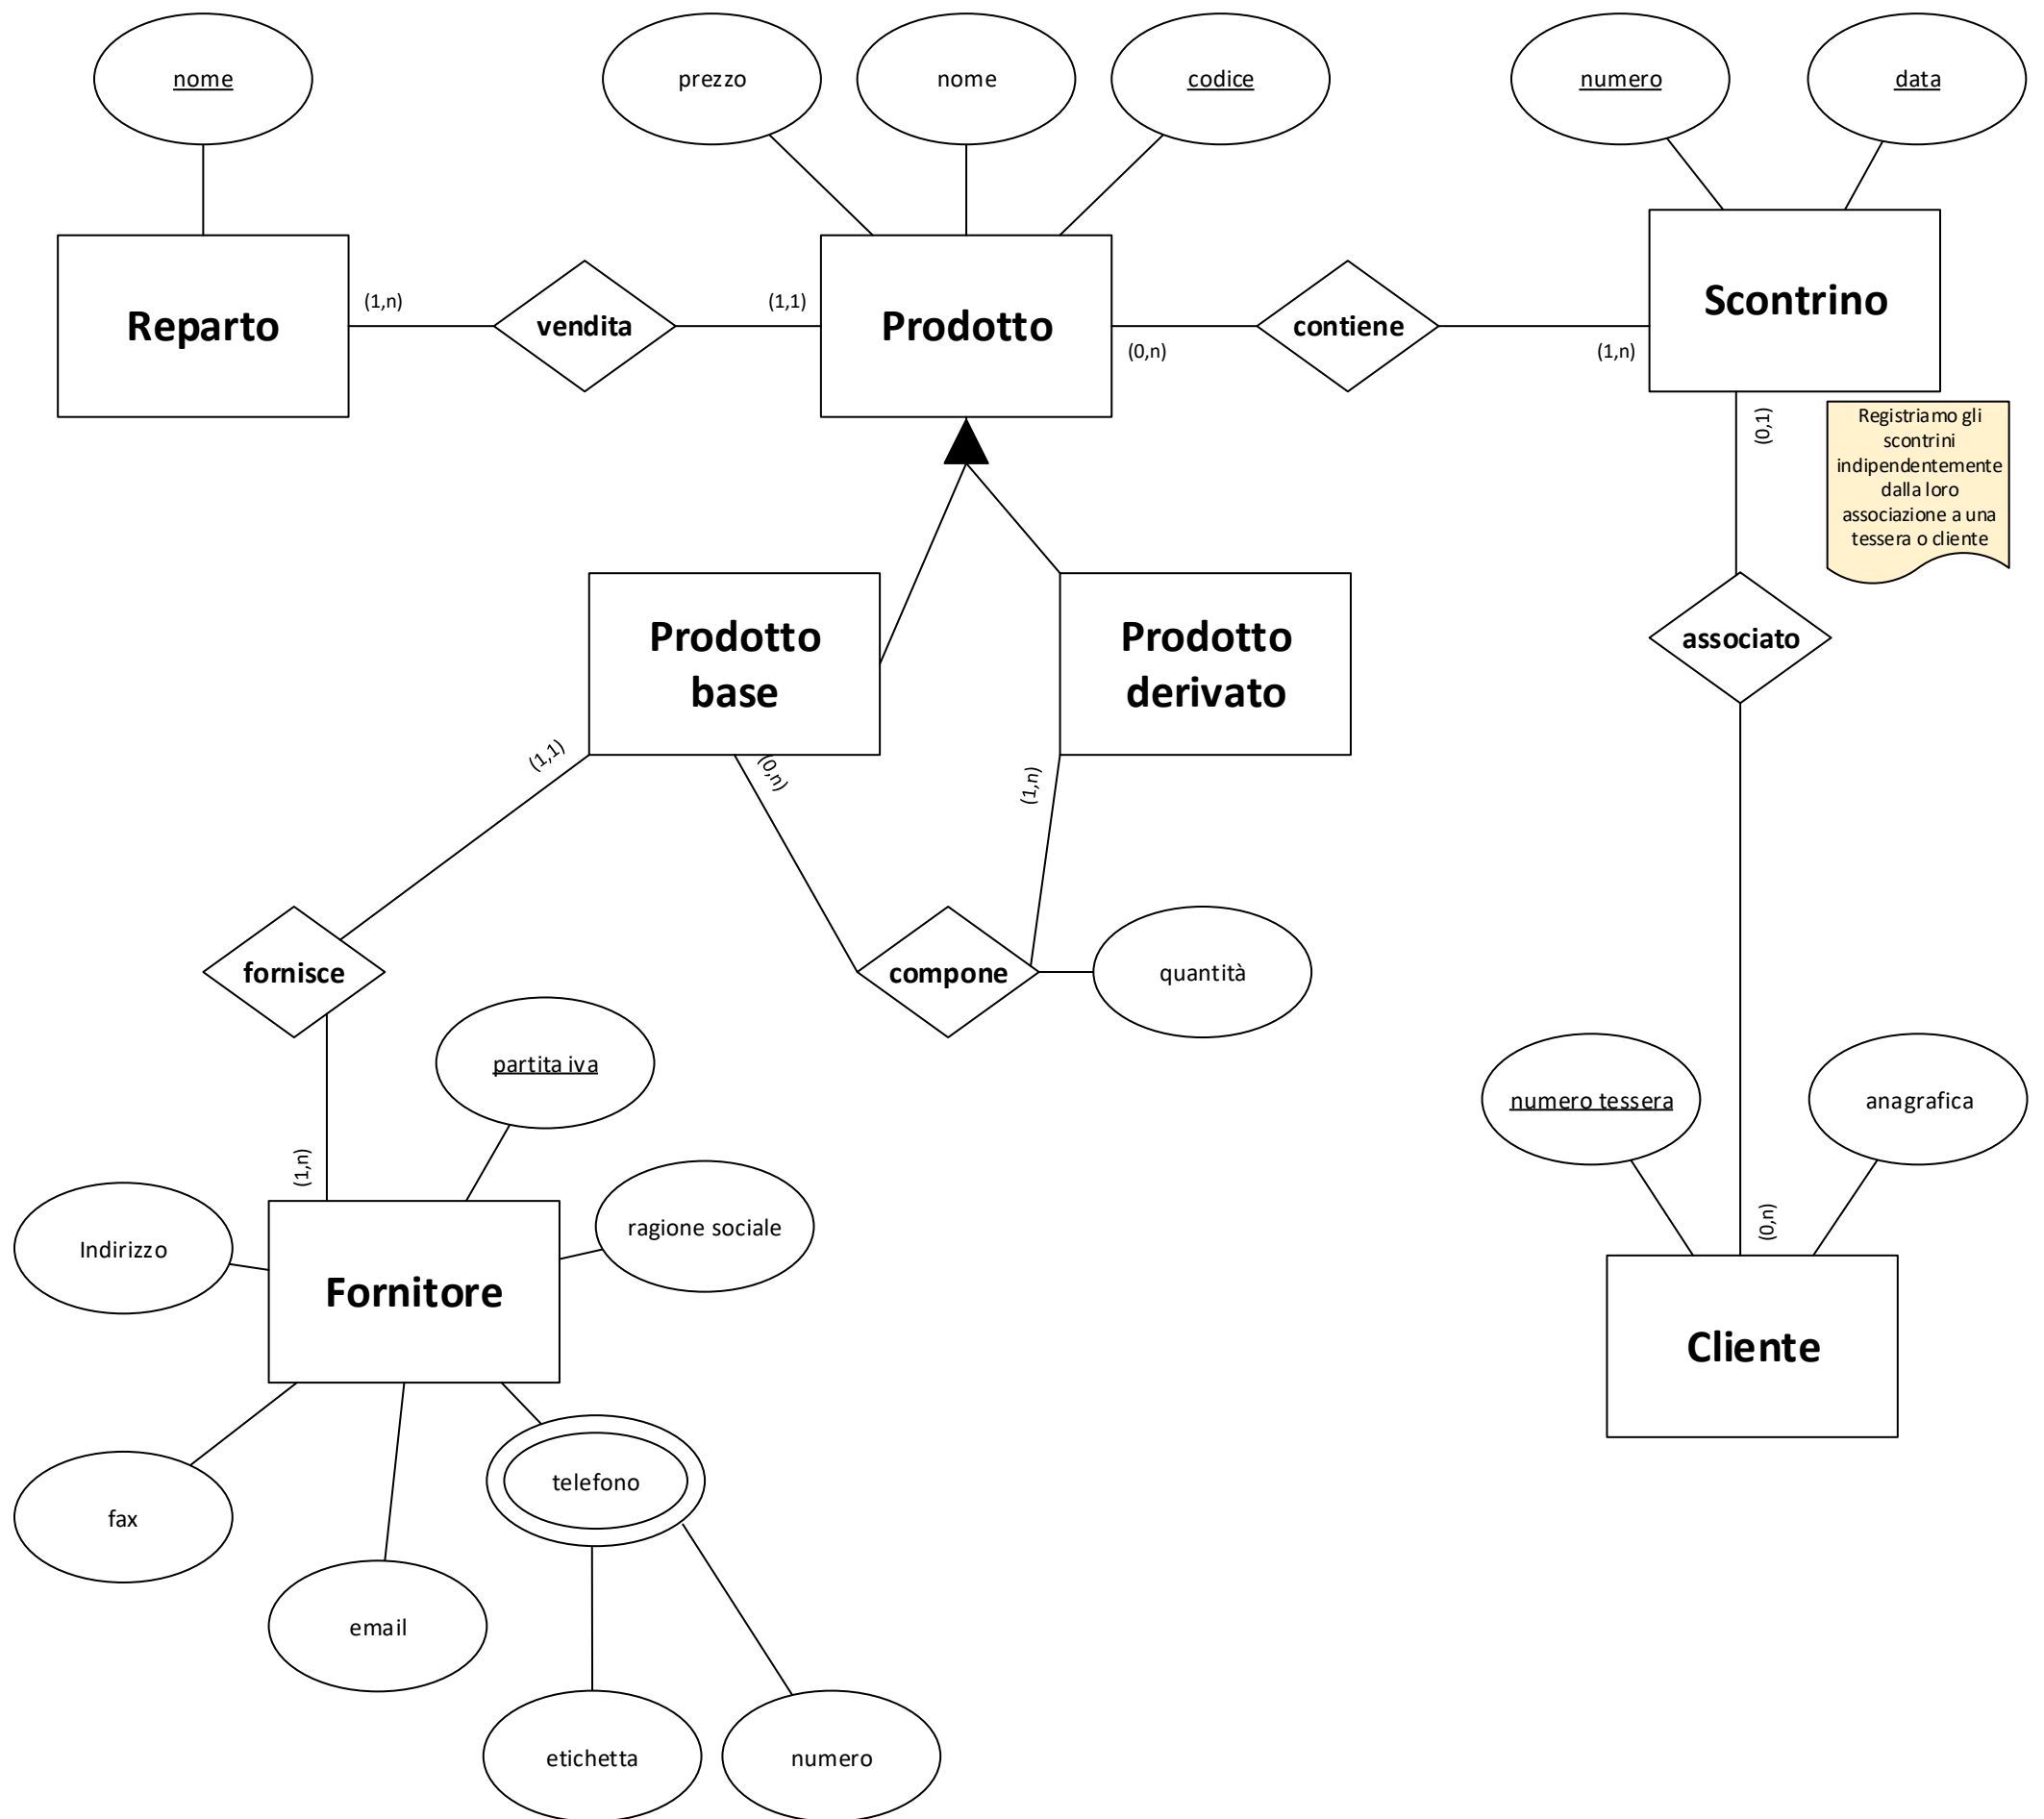 nome
prezzo
nome
codice
numero
data
Reparto
(1,n)
vendita
(1,1)
Prodotto
(0,n)
contiene
(1,n)
Scontrino
(0,1)
Registriamo gli
scontrini
indipendentemente
dalla loro
associazione a una
tessera o cliente
Prodotto
base
Prodotto
derivato
associato
(1,1)
(0,n)
(1,n)
fornisce
compone
quantità
partita iva
numero tessera
anagrafica
(1,n)
(0,n)
Indirizzo
ragione sociale
Fornitore
Cliente
telefono
fax
email
etichetta
numero